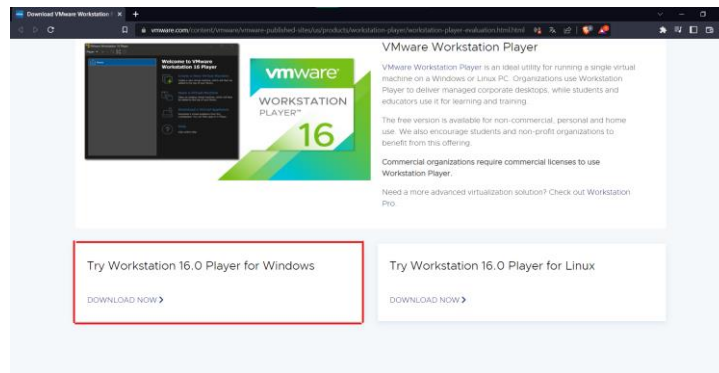 Download VMware Workstation
vmware.com/content/vmware/vmware-published-sites/us/products/workstation-player/workstation-player-evaluation.html.html
Welcome to VMware
Workstation 16 Player
vmware
WORKSTATION
PLAYER™
16
VMware Workstation Player
VMware Workstation Player is an ideal utility for running a single virtual
machine on a Windows or Linux PC. Organizations use Workstation
Player to deliver managed corporate desktops, while students and
educators use it for learning and training.
The free version is available for non-commercial, personal and home
use. We also encourage students and non-profit organizations to
benefit from this offering.
Commercial organizations require commercial licenses to use
Workstation Player.
Need a more advanced virtualization solution? Check out Workstation
Pro.
Try Workstation 16.0 Player for Windows
DOWNLOAD NOW
Try Workstation 16.0 Player for Linux
DOWNLOAD NOW